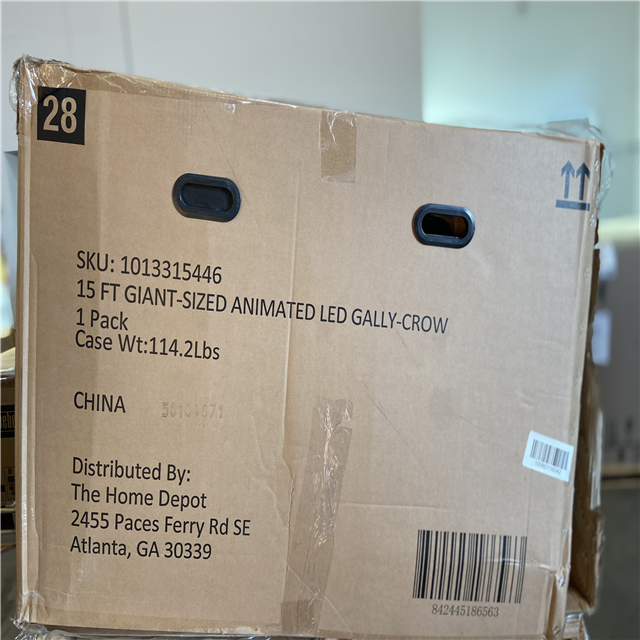 28
SKU: 1013315446
15 FT GIANT-SIZED ANIMATED LED GALLY-CROW
1 Pack
Case Wt:114.2Lbs
CHINA
Distributed By:
The Home Depot
2455 Paces Ferry Rd SE
Atlanta, GA 30339
842445186563